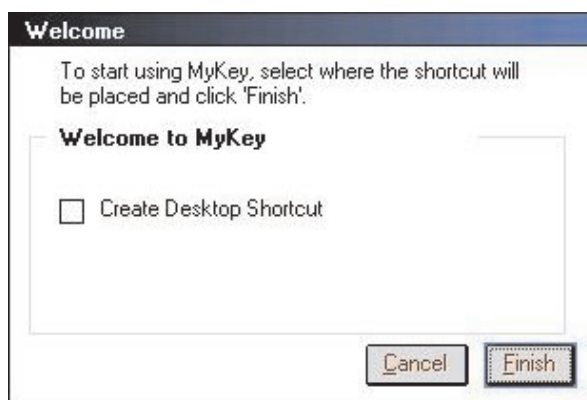 Welcome
To start using MyKey, select where the shortcut will
be placed and click 'Finish'.
Welcome to MyKey
Create Desktop Shortcut
Cancel
Finish